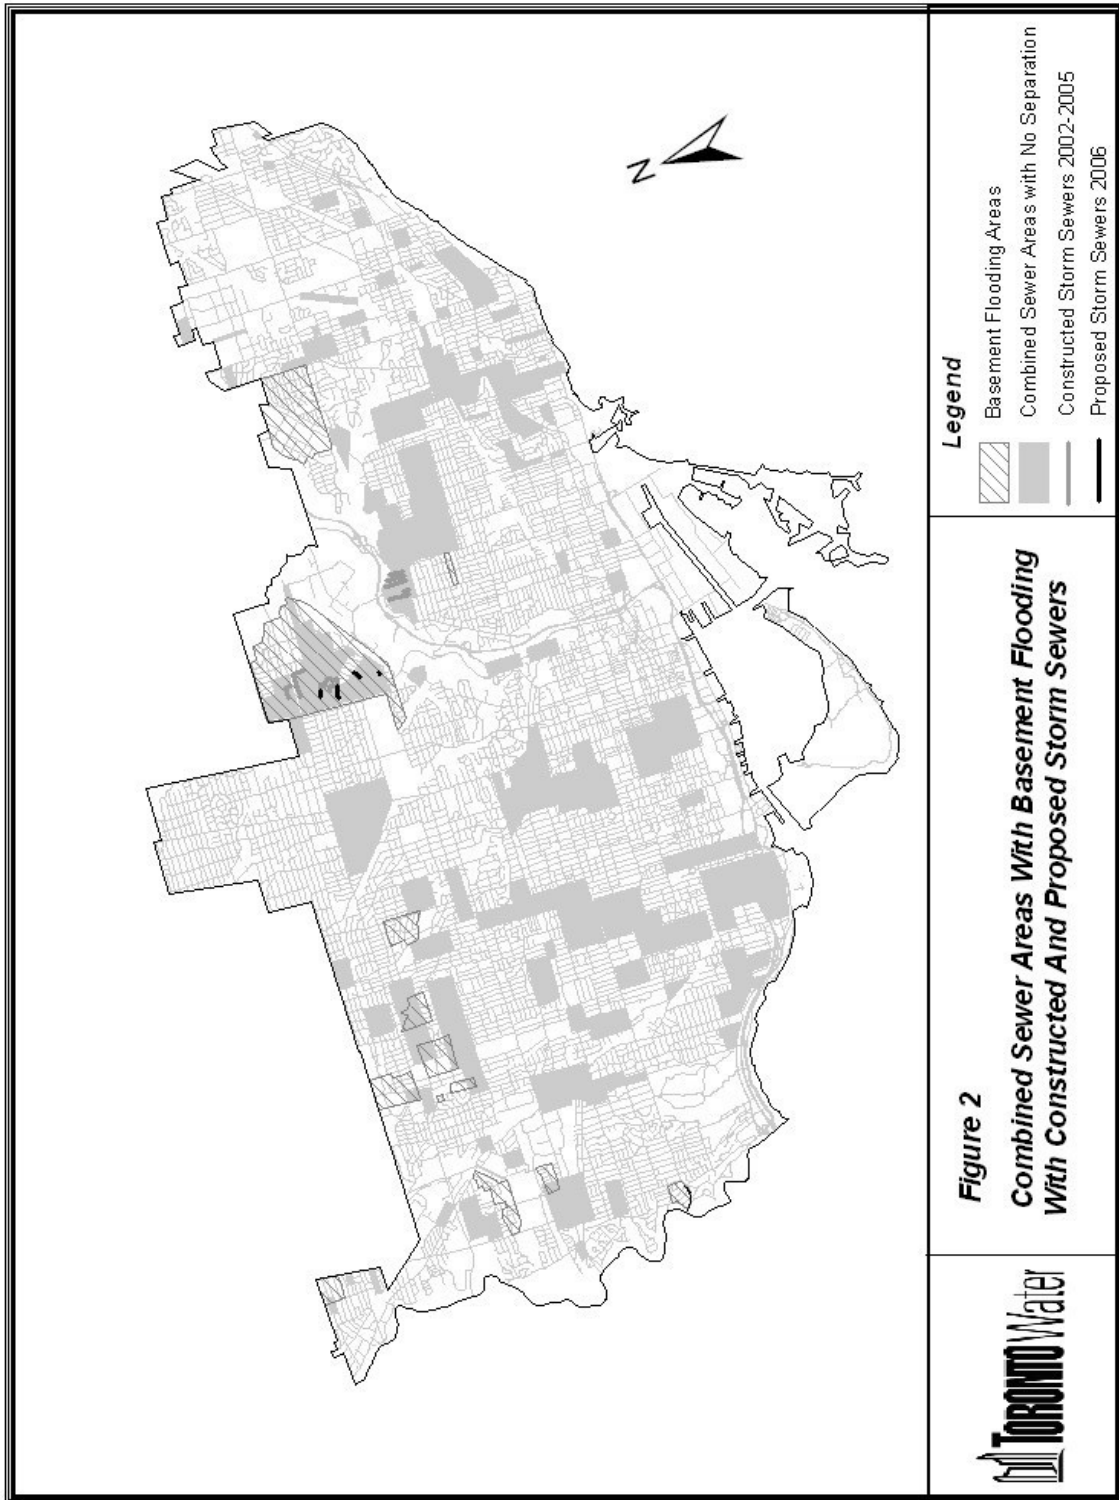 N
TORONTO Water
Figure 2
Combined Sewer Areas With Basement Flooding
With Constructed And Proposed Storm Sewers
Legend
Basement Flooding Areas
Combined Sewer Areas with No Separation
Constructed Storm Sewers 2002-2005
Proposed Storm Sewers 2006